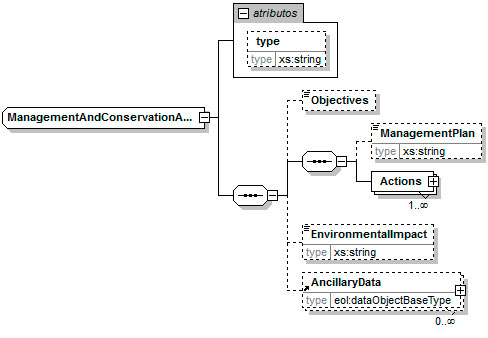 atributos
type
type xs:string
ManagementAndConservationA...
Objectives
ManagementPlan
type xs:string
Actions
1..∞
EnvironmentalImpact
type xs:string
AncillaryData
type eol:dataObjectBaseType
0..∞